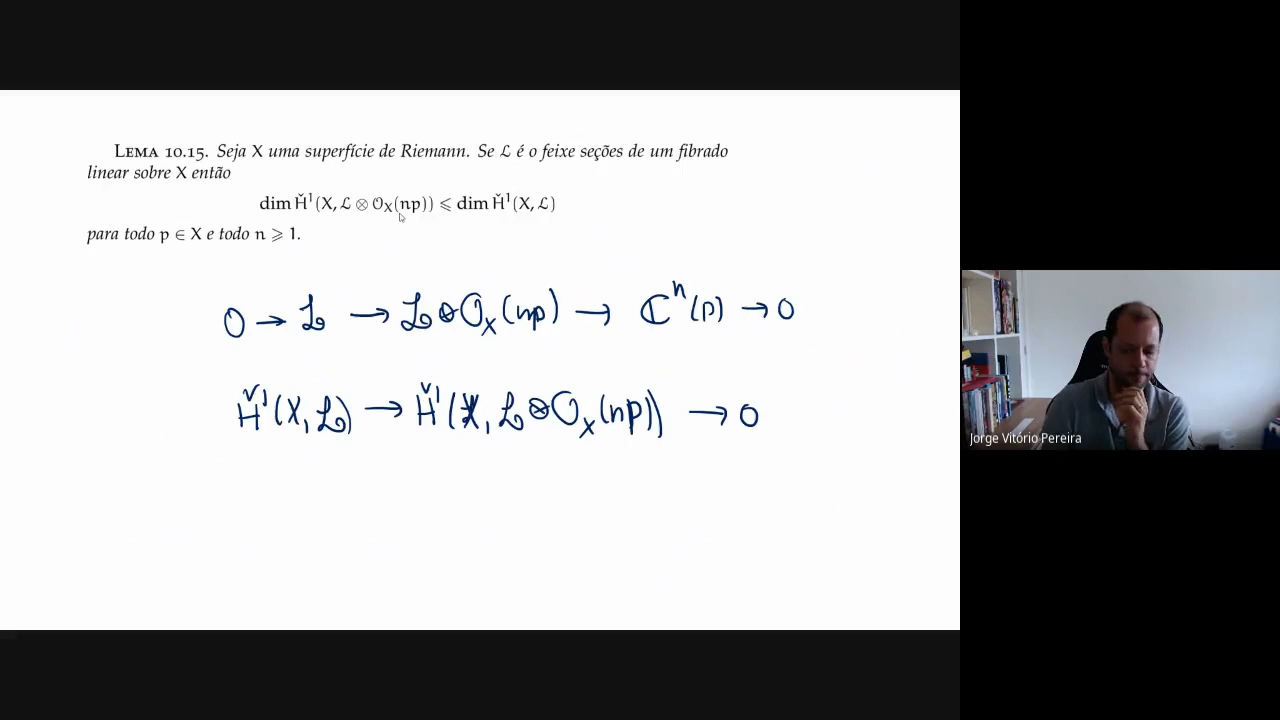 LEMA 10.15. Seja X uma superfície de Riemann. Se ℒ é o feixe seções de um fibrado
linear sobre X então
dim Ȟ¹(X, ℒ ⊗ 𝒪_X(np)) ⩽ dim Ȟ¹(X, ℒ)
para todo p ∈ X e todo n ⩾ 1.
0 → ℒ → ℒ ⊗ 𝒪_X(np) → ℂⁿ(p) → 0
Ȟ¹(X, ℒ) → Ȟ¹(X, ℒ ⊗ 𝒪_X(np)) → 0
Jorge Vitório Pereira